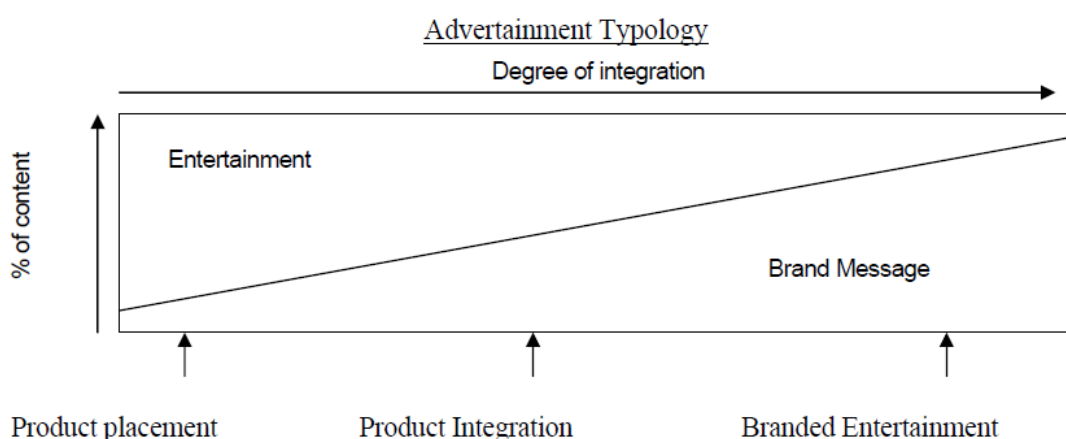 Advertainment Typology
Degree of integration
Entertainment
% of content
Brand Message
Product placement
Product Integration
Branded Entertainment